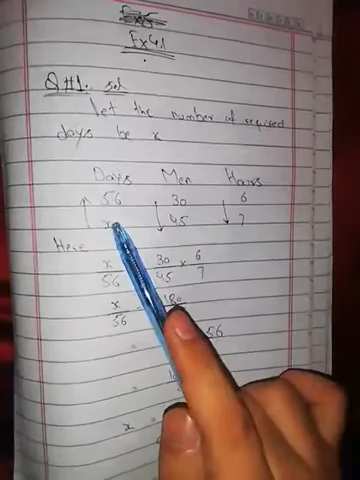 Ex 4.1
Q#1. sol
let the number of required
days be x
Days Men Hours
↑ 56 ↓ 30 ↓ 6
x 45 7
Here
x/56 30/45 × 6/7
x/56 = 180
= 56
=
x =